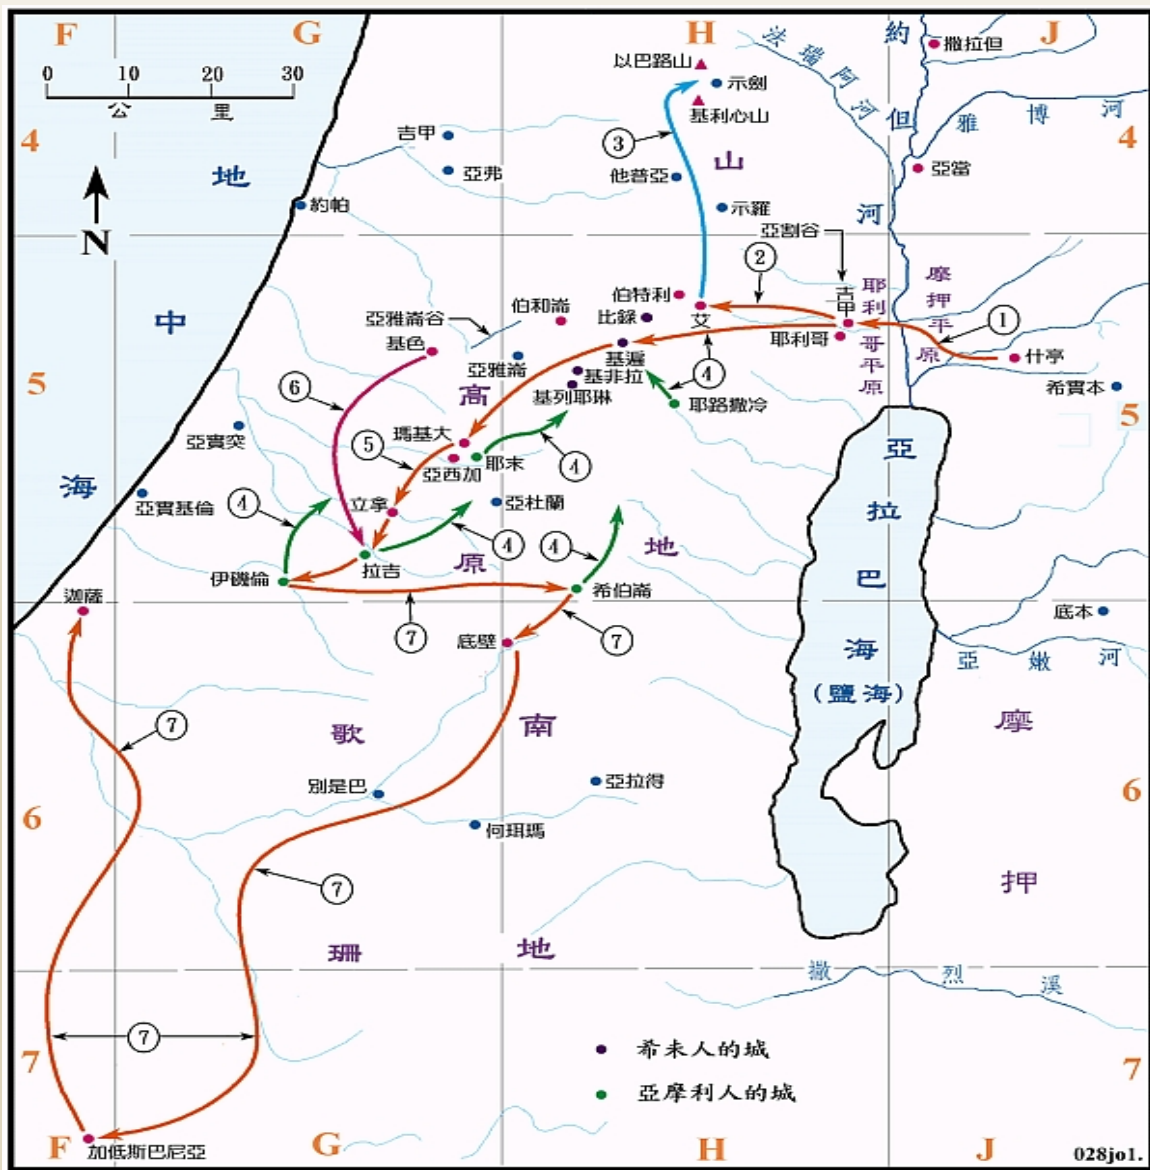 F G H J
0 10 20 30
公里
N
4
5
6
7
4
5
6
7
F G H J
地中海
約但河
法瑞阿河
雅博河
撒拉但
以巴路山
示劍
基利心山
③
吉甲
亞弗
他普亞
山
示羅
亞當
約帕
亞割谷
②
伯特利
艾
吉甲
耶利哥平原
摩押平原
①
伯和崙
比錄
亞雅崙谷
基色
耶利哥
什亭
基遍
亞雅崙
基非拉
④
⑥
高原地
基列耶琳
耶路撒冷
希實本
瑪基大
亞實突
⑤
亞西加
耶末
④
亞實基倫
④
立拿
亞杜蘭
④
④
伊磯倫
拉吉
希伯崙
迦薩
⑦
底壁
⑦
底本
亞拉巴海
(鹽海)
亞嫩河
⑦
歌珊
南地
摩押
別是巴
亞拉得
何珥瑪
⑦
撒烈溪
⑦
希未人的城
亞摩利人的城
加低斯巴尼亞
028jo1.